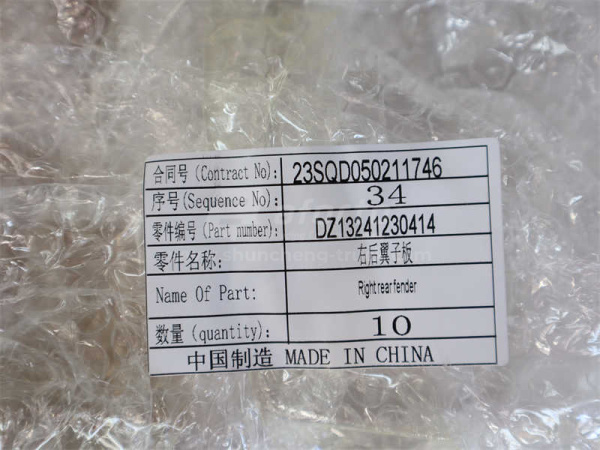 合同号(Contract No): 23SQD050211746
序号(Sequence No): 34
零件编号(Part number): DZ13241230414
零件名称: 右后翼子板
Name Of Part: Right rear fender
数量(quantity): 10
中国制造 MADE IN CHINA